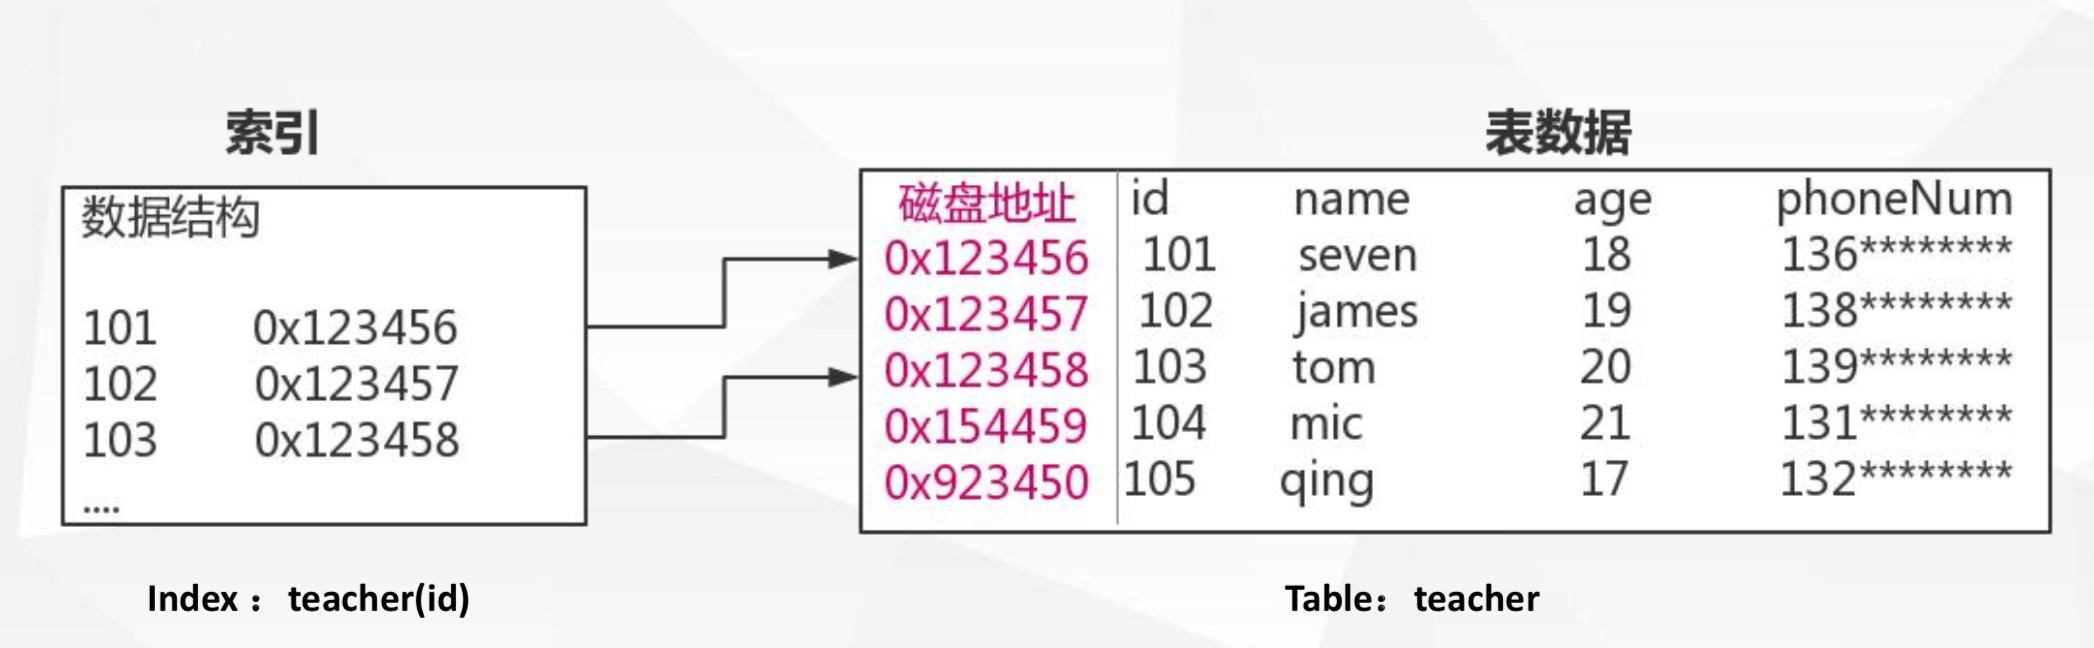 索引
数据结构
101 0x123456
102 0x123457
103 0x123458
....
Index： teacher(id)
表数据
磁盘地址 id name age phoneNum
0x123456 101 seven 18 136********
0x123457 102 james 19 138********
0x123458 103 tom 20 139********
0x154459 104 mic 21 131********
0x923450 105 qing 17 132********
Table： teacher